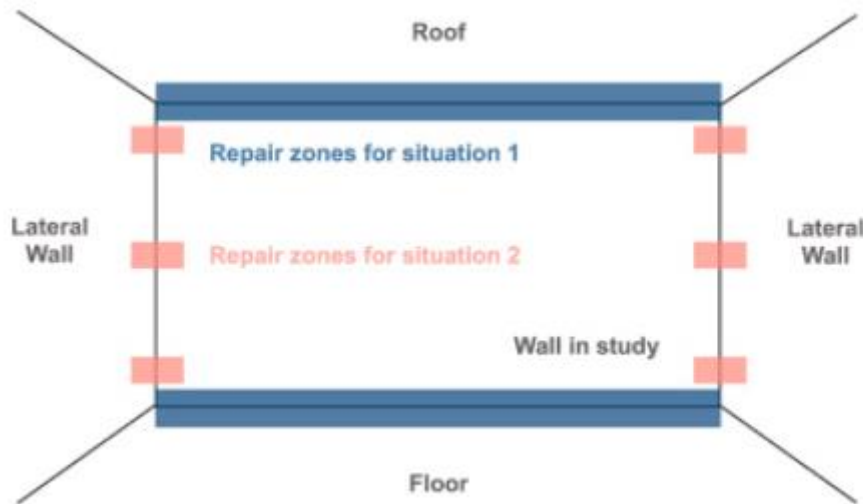 Roof
Repair zones for situation 1
Lateral
Wall
Repair zones for situation 2
Lateral
Wall
Wall in study
Floor